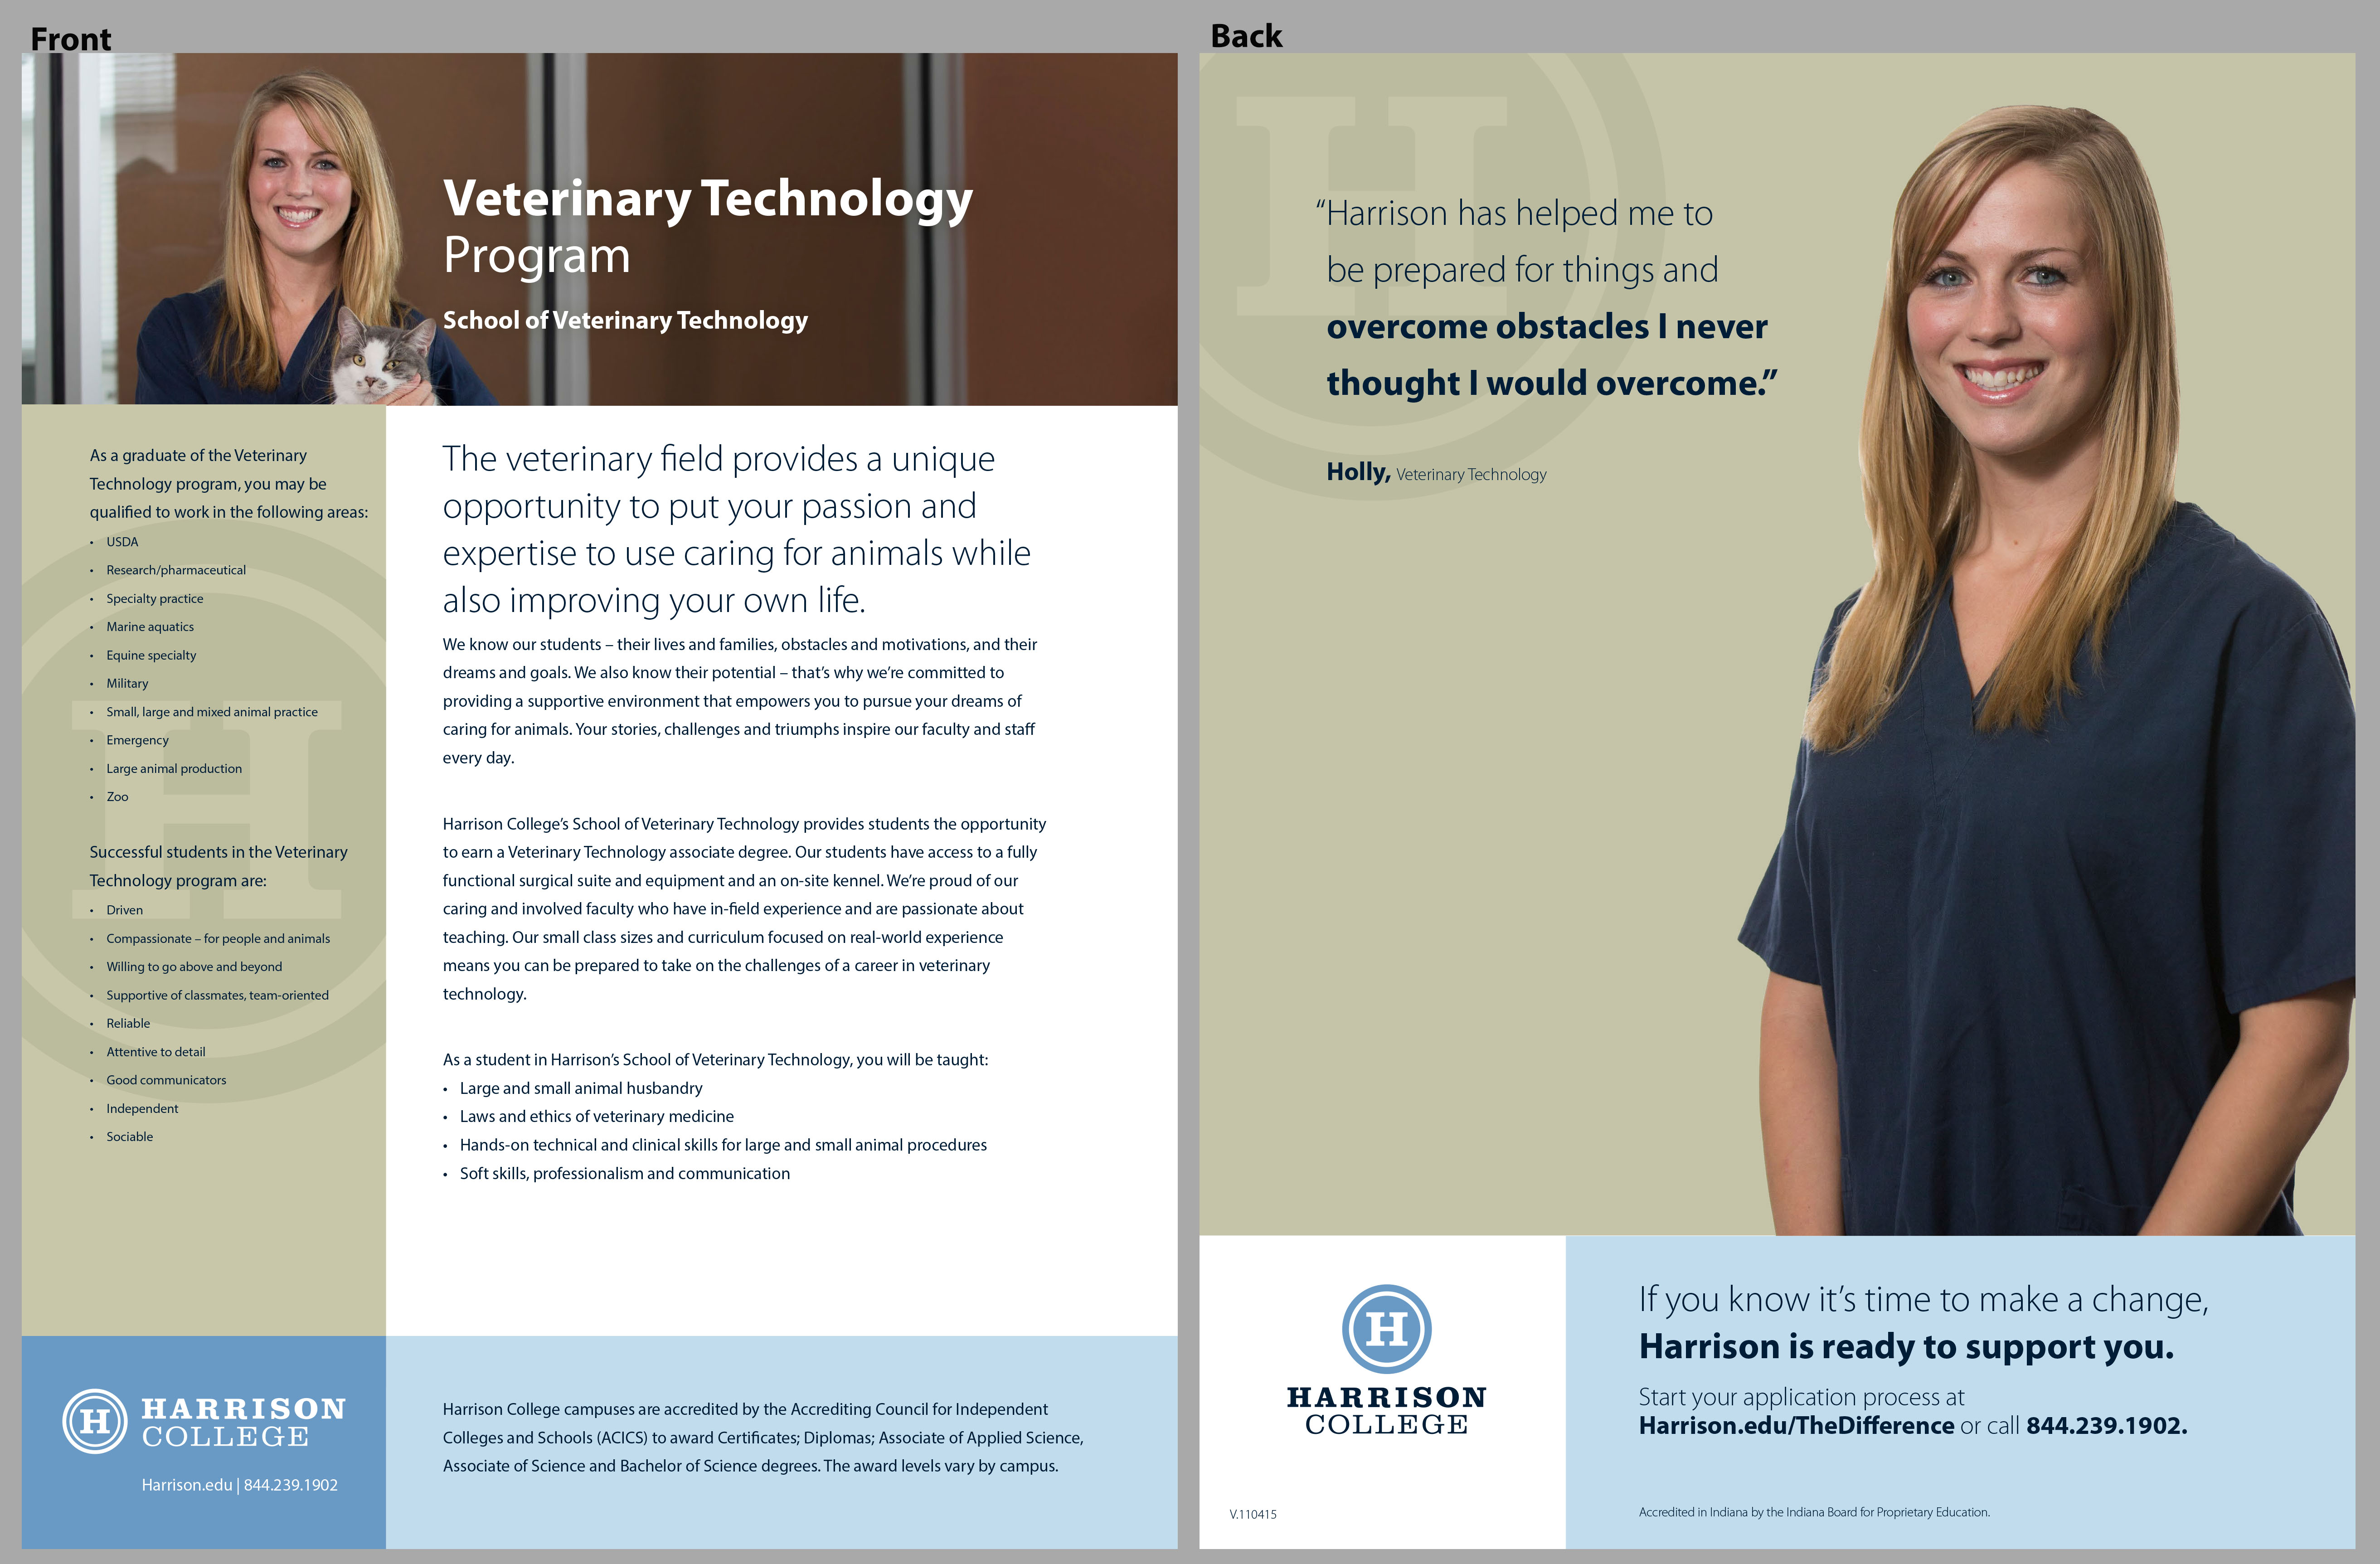 Front
Veterinary Technology
Program
School of Veterinary Technology
As a graduate of the Veterinary
Technology program, you may be
qualified to work in the following areas:
• USDA
• Research/pharmaceutical
• Specialty practice
• Marine aquatics
• Equine specialty
• Military
• Small, large and mixed animal practice
• Emergency
• Large animal production
• Zoo
Successful students in the Veterinary
Technology program are:
• Driven
• Compassionate – for people and animals
• Willing to go above and beyond
• Supportive of classmates, team-oriented
• Reliable
• Attentive to detail
• Good communicators
• Independent
• Sociable
H
The veterinary field provides a unique
opportunity to put your passion and
expertise to use caring for animals while
also improving your own life.
We know our students – their lives and families, obstacles and motivations, and their
dreams and goals. We also know their potential – that's why we're committed to
providing a supportive environment that empowers you to pursue your dreams of
caring for animals. Your stories, challenges and triumphs inspire our faculty and staff
every day.
Harrison College's School of Veterinary Technology provides students the opportunity
to earn a Veterinary Technology associate degree. Our students have access to a fully
functional surgical suite and equipment and an on-site kennel. We're proud of our
caring and involved faculty who have in-field experience and are passionate about
teaching. Our small class sizes and curriculum focused on real-world experience
means you can be prepared to take on the challenges of a career in veterinary
technology.
As a student in Harrison's School of Veterinary Technology, you will be taught:
• Large and small animal husbandry
• Laws and ethics of veterinary medicine
• Hands-on technical and clinical skills for large and small animal procedures
• Soft skills, professionalism and communication
H
HARRISON
COLLEGE
Harrison.edu | 844.239.1902
Harrison College campuses are accredited by the Accrediting Council for Independent
Colleges and Schools (ACICS) to award Certificates; Diplomas; Associate of Applied Science,
Associate of Science and Bachelor of Science degrees. The award levels vary by campus.
Back
H
“Harrison has helped me to
be prepared for things and
overcome obstacles I never
thought I would overcome.”
Holly, Veterinary Technology
H
HARRISON
COLLEGE
V.110415
If you know it's time to make a change,
Harrison is ready to support you.
Start your application process at
Harrison.edu/TheDifference or call 844.239.1902.
Accredited in Indiana by the Indiana Board for Proprietary Education.